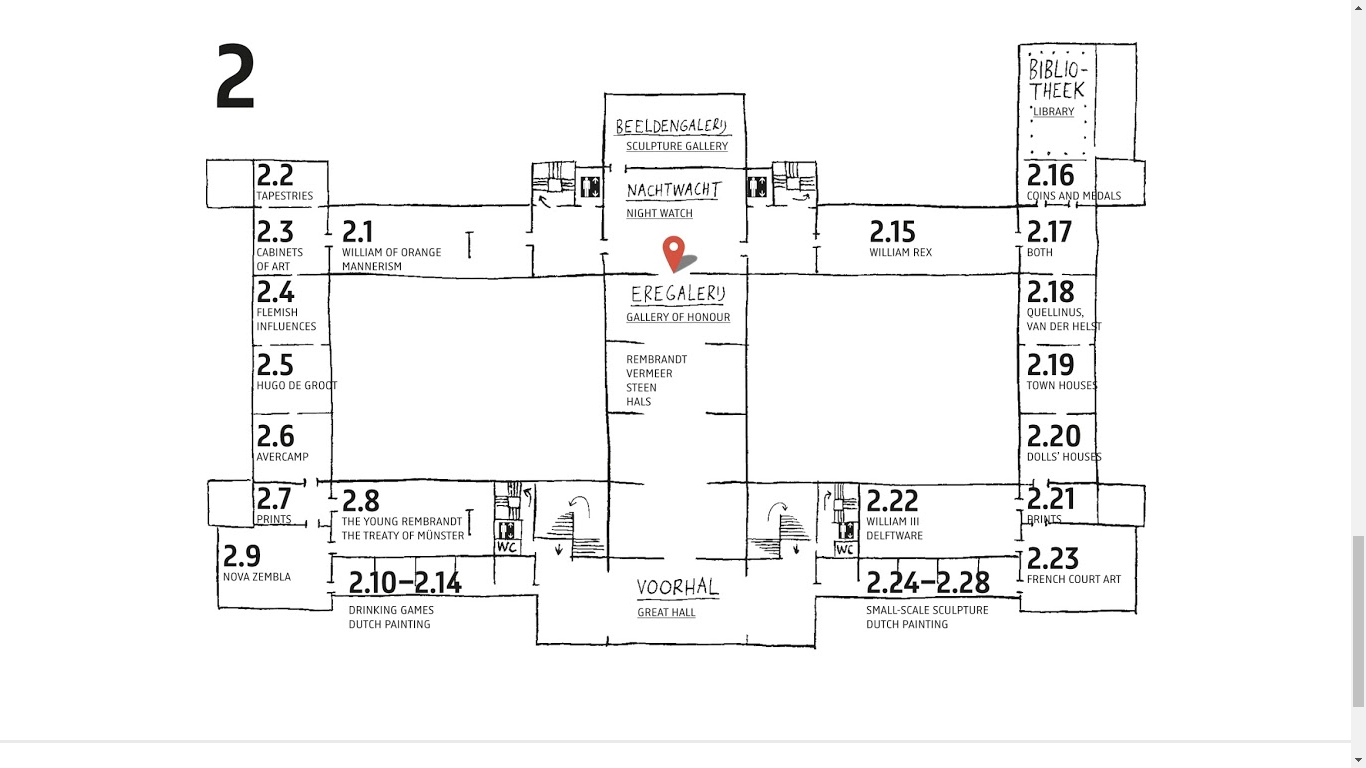 2
BIBLIO-
THEEK
LIBRARY
BEELDENGALERIJ
SCULPTURE GALLERY
2.2
TAPESTRIES
NACHTWACHT
NIGHT WATCH
2.16
COINS AND MEDALS
2.3
CABINETS
OF ART
2.1
WILLIAM OF ORANGE
MANNERISM
2.15
WILLIAM REX
2.17
BOTH
2.4
FLEMISH
INFLUENCES
EREGALERIJ
GALLERY OF HONOUR
2.18
QUELLINUS,
VAN DER HELST
2.5
HUGO DE GROOT
REMBRANDT
VERMEER
STEEN
HALS
2.19
TOWN HOUSES
2.6
AVERCAMP
2.20
DOLLS' HOUSES
2.7
PRINTS
2.8
THE YOUNG REMBRANDT
THE TREATY OF MÜNSTER
WC
WC
2.22
WILLIAM III
DELFTWARE
2.21
PRINTS
2.9
NOVA ZEMBLA
2.10–2.14
DRINKING GAMES
DUTCH PAINTING
VOORHAL
GREAT HALL
2.24–2.28
SMALL-SCALE SCULPTURE
DUTCH PAINTING
2.23
FRENCH COURT ART